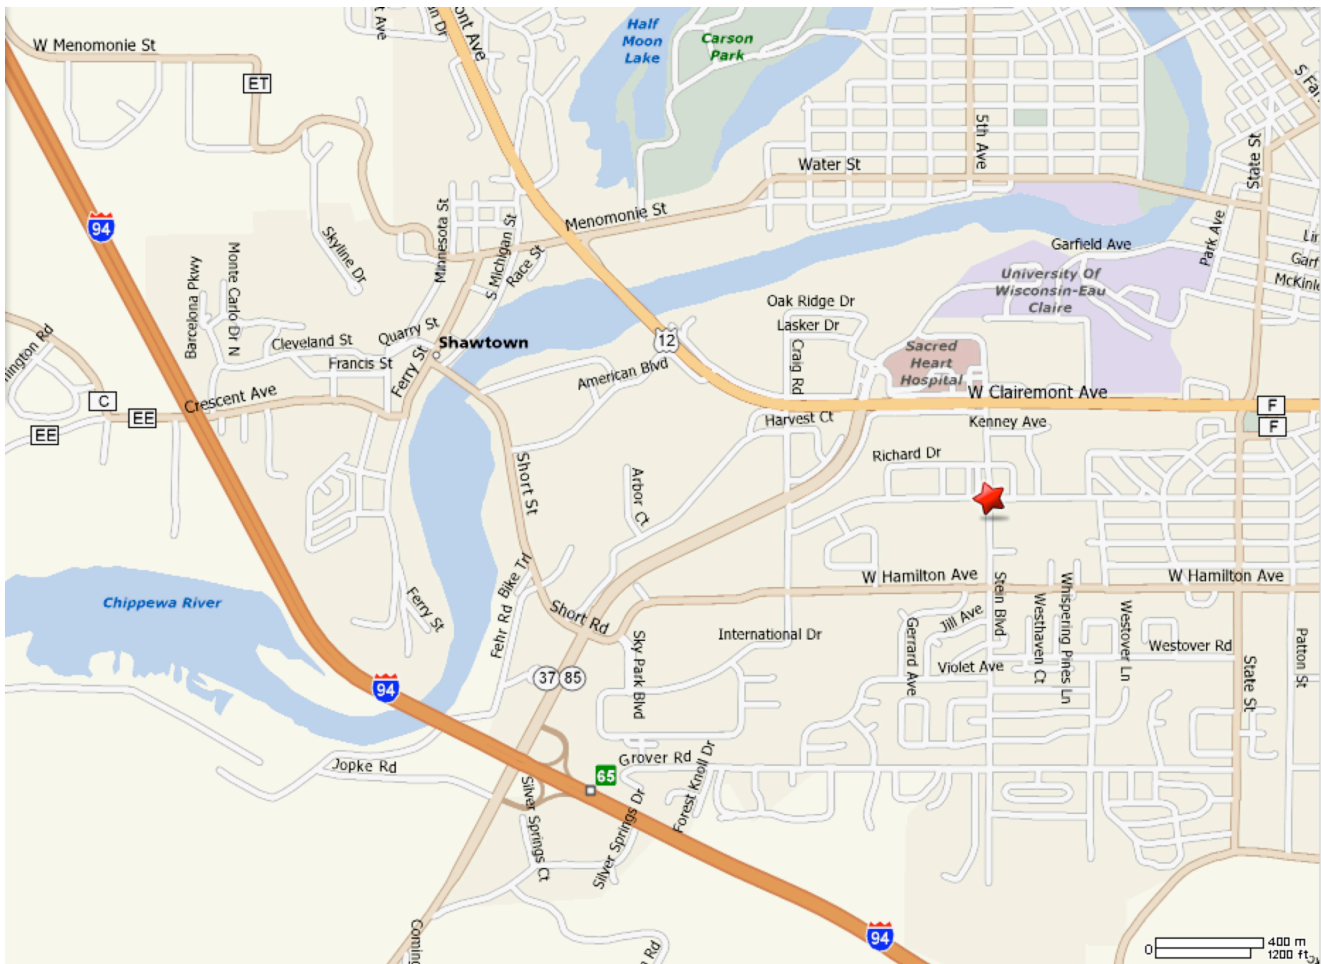 W Menomonie St
ET
Half
Moon
Lake
Carson
Park
ont Ave
5th Ave
State St
S Far
Water St
94
Menomonie St
Minnesota St
S Michigan St
Race St
Skyline Dr
Barcelona Pkwy
Monte Carlo Dr N
Garfield Ave
Park Ave
Garf
McKinle
University Of
Wisconsin-Eau
Claire
Oak Ridge Dr
Lasker Dr
Craig Rd
12
Cleveland St
Quarry St
Francis St
Shawtown
Ferry St
American Blvd
Sacred
Heart
Hospital
W Clairemont Ave
F
F
C
EE
EE
Crescent Ave
Harvest Ct
Kenney Ave
Richard Dr
Short St
Arbor Ct
Chippewa River
Ferry St
Bike Trl
Fehr Rd
Short Rd
W Hamilton Ave
W Hamilton Ave
Stein Blvd
Jill Ave
Gerrard Ave
Violet Ave
Westhaven Ct
Whispering Pines Ln
Westover Ln
Westover Rd
State St
Patton St
International Dr
Sky Park Blvd
37
85
94
Jopke Rd
65
Grover Rd
Forest Knoll Dr
Silver Springs Dr
Silver Springs Ct
94
0
400 m
1200 ft